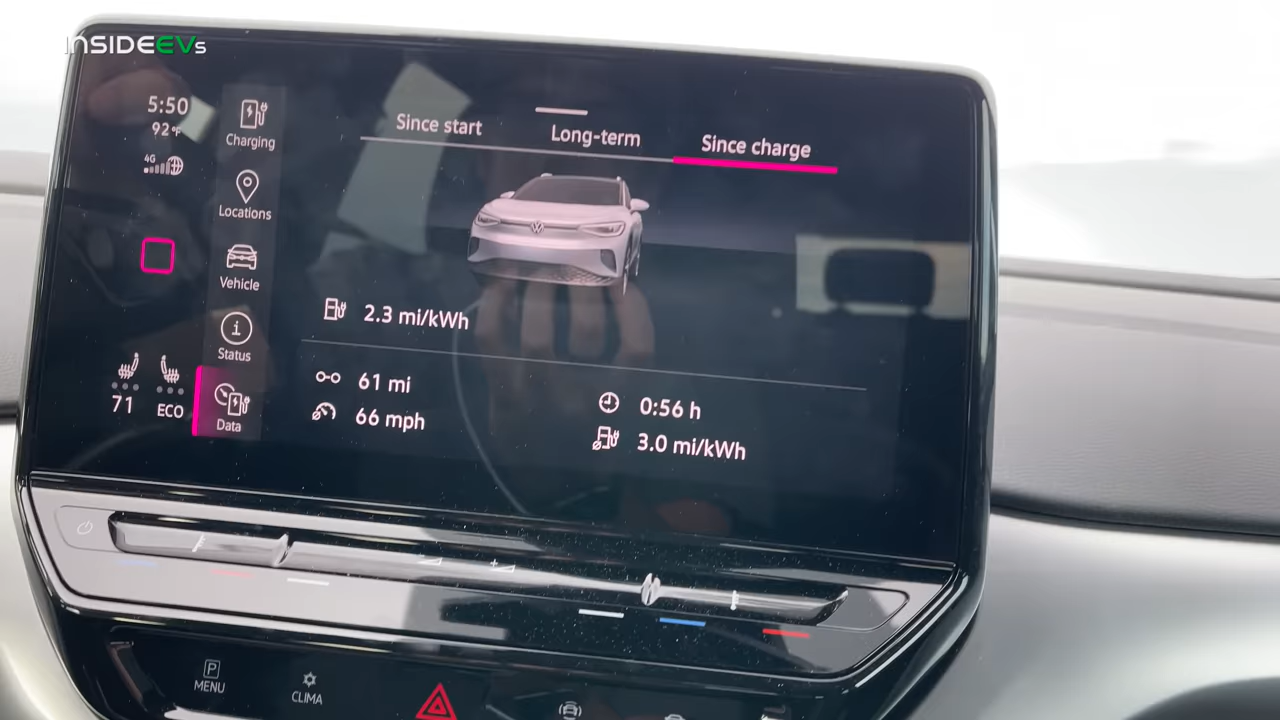 INSIDEEVs
5:50
92°F
4G
Charging
Locations
Vehicle
Status
Data
71
ECO
Since start
Long-term
Since charge
2.3 mi/kWh
61 mi
66 mph
0:56 h
3.0 mi/kWh
P
MENU
CLIMA